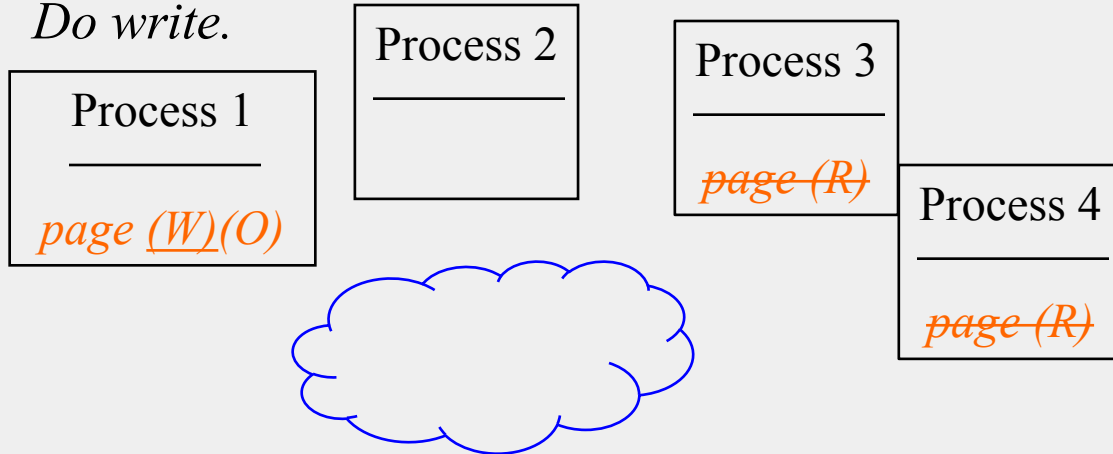 Do write.
Process 1
page (W)(O)
Process 2
Process 3
page (R)
Process 4
page (R)